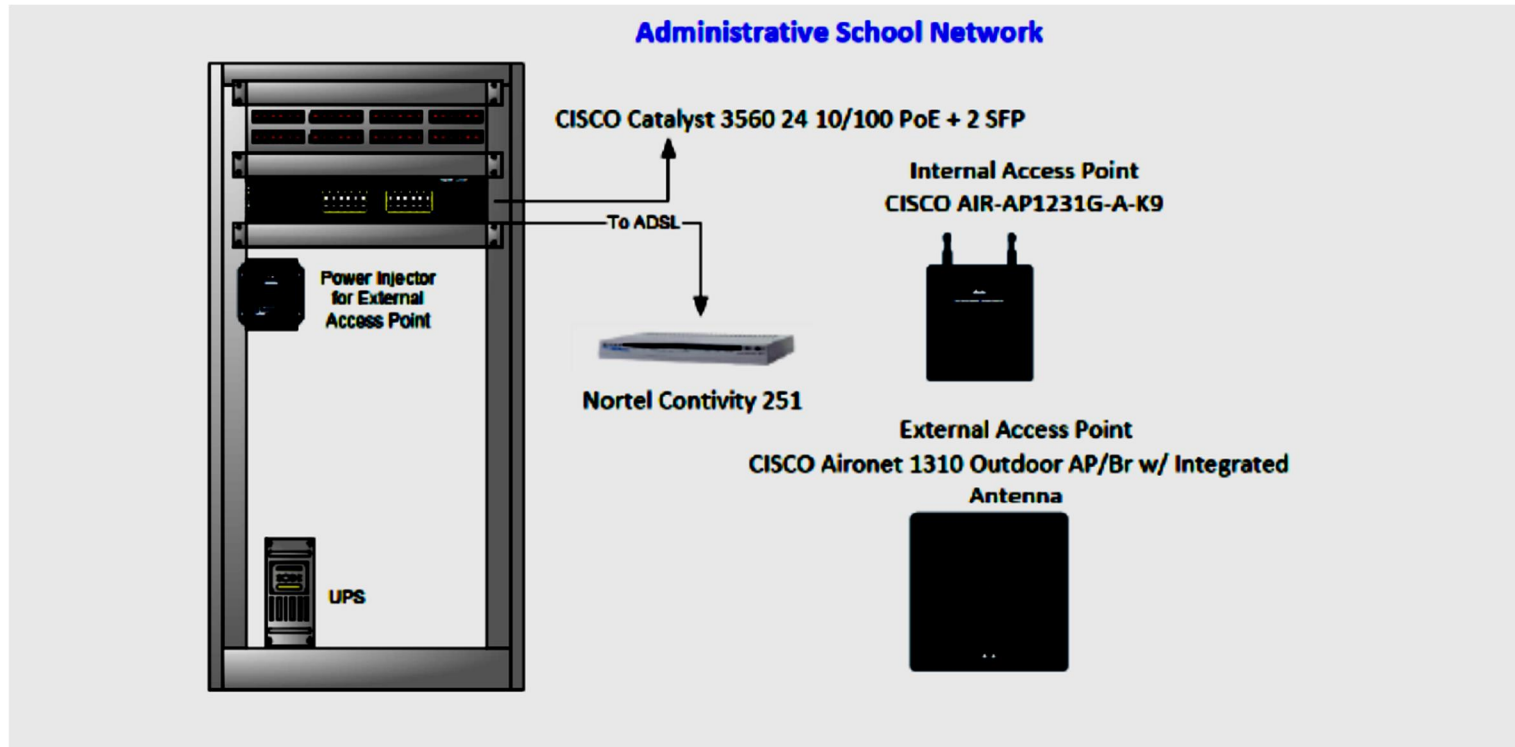 Administrative School Network
CISCO Catalyst 3560 24 10/100 PoE + 2 SFP
Internal Access Point
CISCO AIR-AP1231G-A-K9
To ADSL
Power Injector
for External
Access Point
Nortel Contivity 251
External Access Point
CISCO Aironet 1310 Outdoor AP/Br w/ Integrated
Antenna
UPS